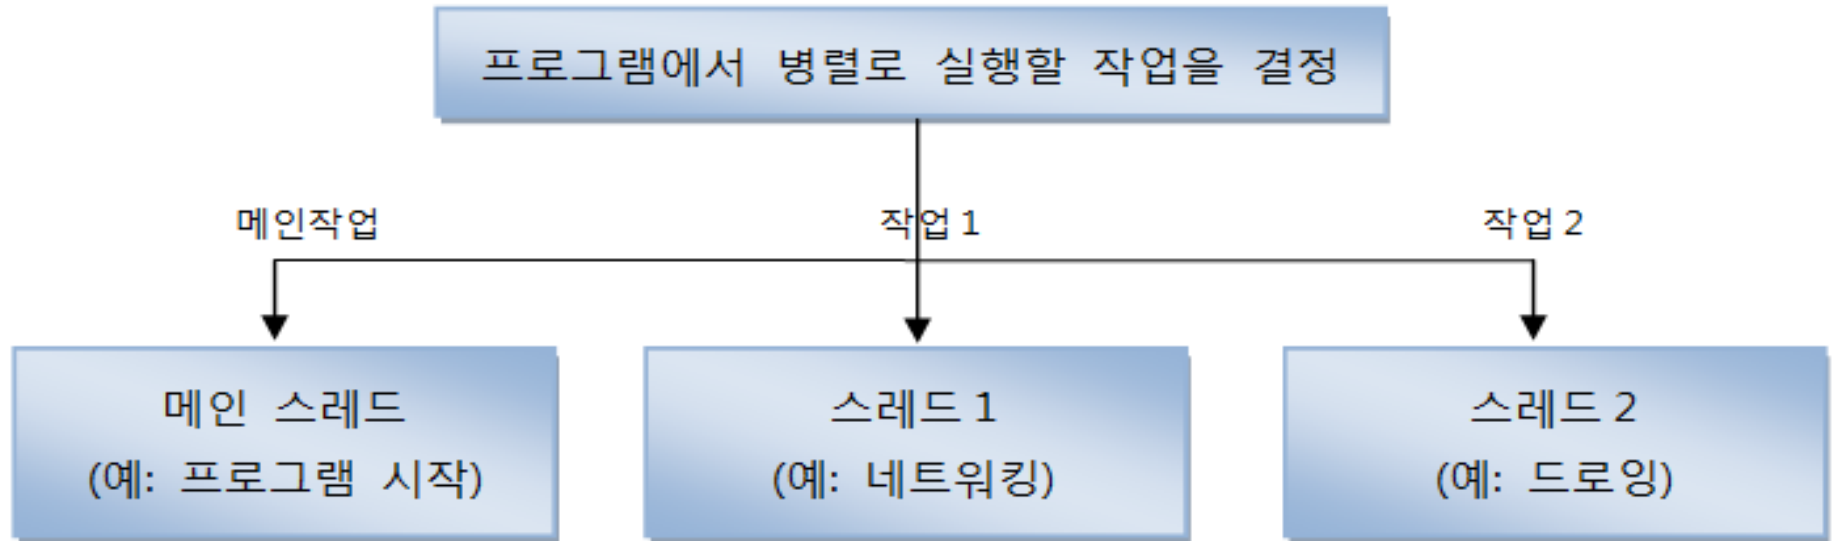 프로그램에서 병렬로 실행할 작업을 결정
메인작업
작업1
작업2
메인 스레드
(예: 프로그램 시작)
스레드1
(예: 네트워킹)
스레드2
(예: 드로잉)